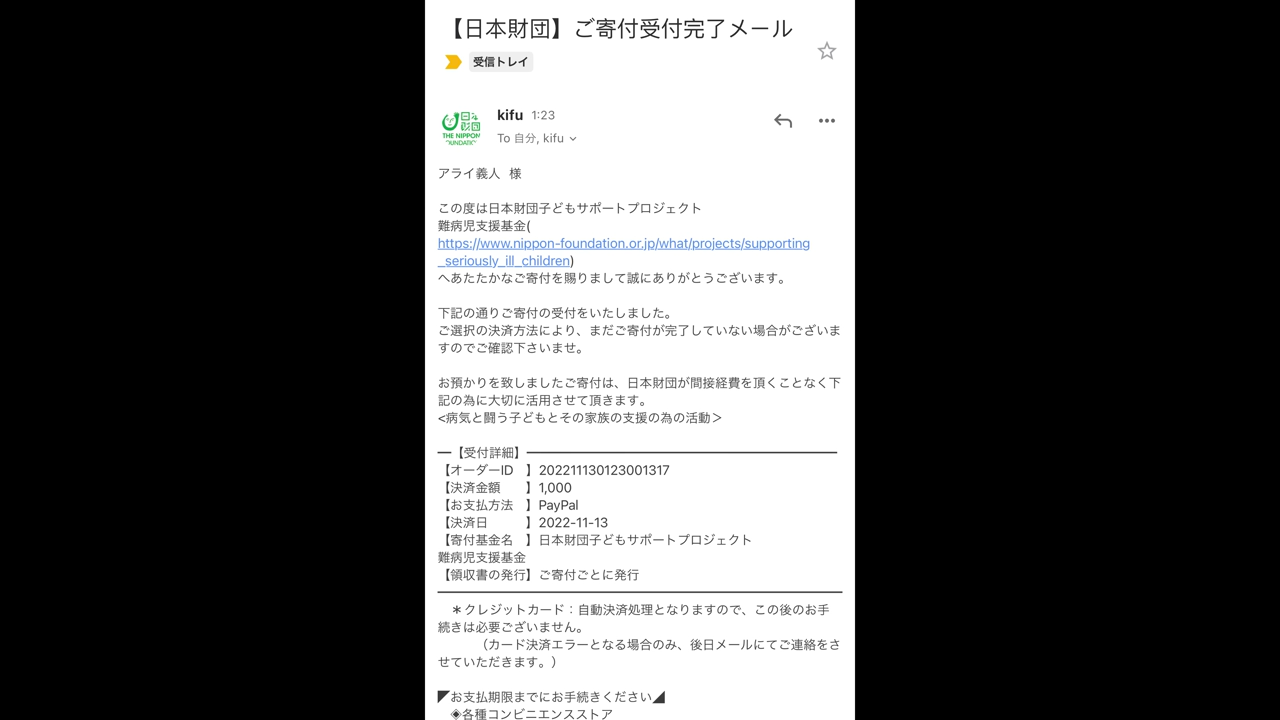 【日本財団】ご寄付受付完了メール
受信トレイ
kifu 1:23
To 自分, kifu
THE NIPPON
アライ義人 様
この度は日本財団子どもサポートプロジェクト
難病児支援基金(
https://www.nippon-foundation.or.jp/what/projects/supporting
_seriously_ill_children)
へあたたかなご寄付を賜りまして誠にありがとうございます。
下記の通りご寄付の受付をいたしました。
ご選択の決済方法により、まだご寄付が完了していない場合がございま
すのでご確認下さいませ。
お預かりを致しましたご寄付は、日本財団が間接経費を頂くことなく下
記の為に大切に活用させて頂きます。
<病気と闘う子どもとその家族の支援の為の活動＞
━【受付詳細】━━━━━━━━━━━━━━━━━━━━━━
【オーダーID 】202211130123001317
【決済金額 】1,000
【お支払方法 】PayPal
【決済日 】2022-11-13
【寄付基金名 】日本財団子どもサポートプロジェクト
難病児支援基金
【領収書の発行】ご寄付ごとに発行
＊クレジットカード：自動決済処理となりますので、この後のお手
続きは必要ございません。
（カード決済エラーとなる場合のみ、後日メールにてご連絡をさ
せていただきます。）
◤お支払期限までにお手続きください◢
◈各種コンビニエンスストア